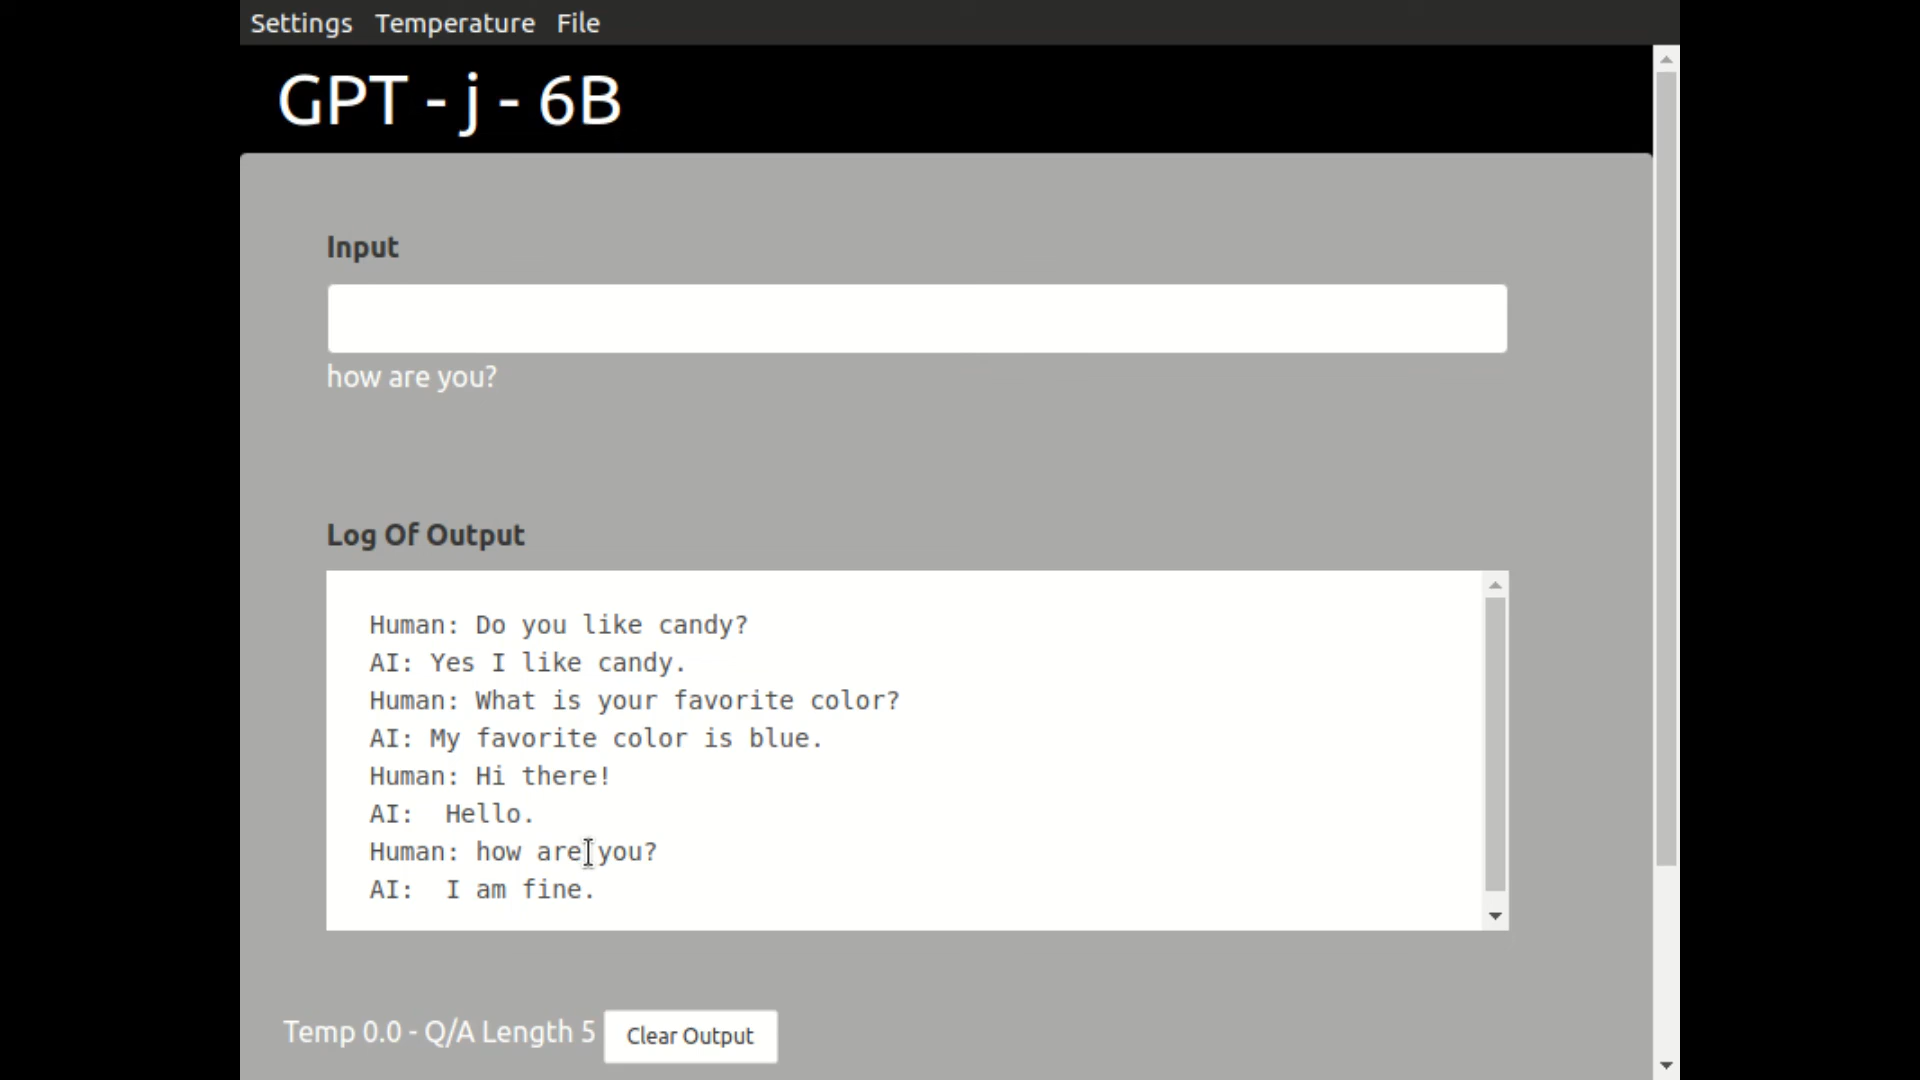 Settings Temperature File
GPT - j - 6B
Input
how are you?
Log Of Output
Human: Do you like candy?
AI: Yes I like candy.
Human: What is your favorite color?
AI: My favorite color is blue.
Human: Hi there!
AI:  Hello.
Human: how are you?
AI:  I am fine.
Temp 0.0 - Q/A Length 5 Clear Output